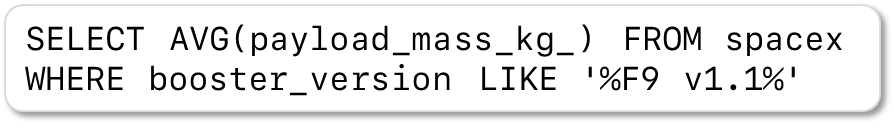 SELECT AVG(payload_mass_kg_) FROM spacex
WHERE booster_version LIKE '%F9 v1.1%'